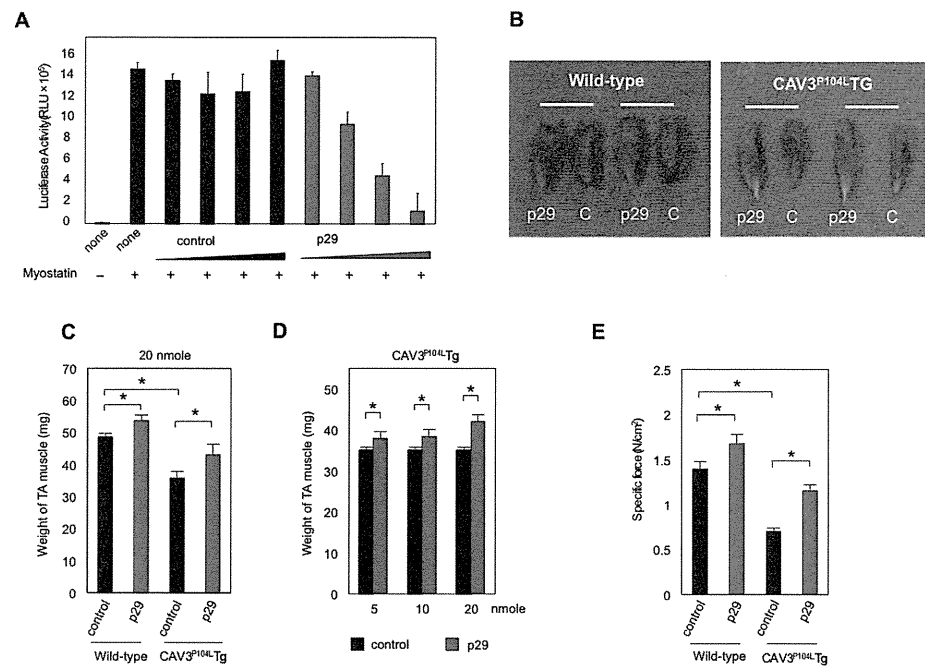 A
Luciferase Activity(RLU × 10⁵)
16
14
12
10
8
6
4
2
0
none
none
control
p29
Myostatin
– + + + + + + + + +
B
Wild-type
p29 C p29 C
CAV3P104LTG
p29 C p29 C
C
20 nmole
Weight of TA muscle (mg)
70
60
50
40
30
20
10
0
* * *
control
p29
control
p29
Wild-type
CAV3P104LTg
D
CAV3P104LTg
Weight of TA muscle (mg)
50
40
30
20
10
0
* * *
5 10 20 nmole
control
p29
E
Specific force (N/cm²)
2.5
2
1.5
1
0.5
0
* * *
control
p29
control
p29
Wild-type
CAV3P104LTg